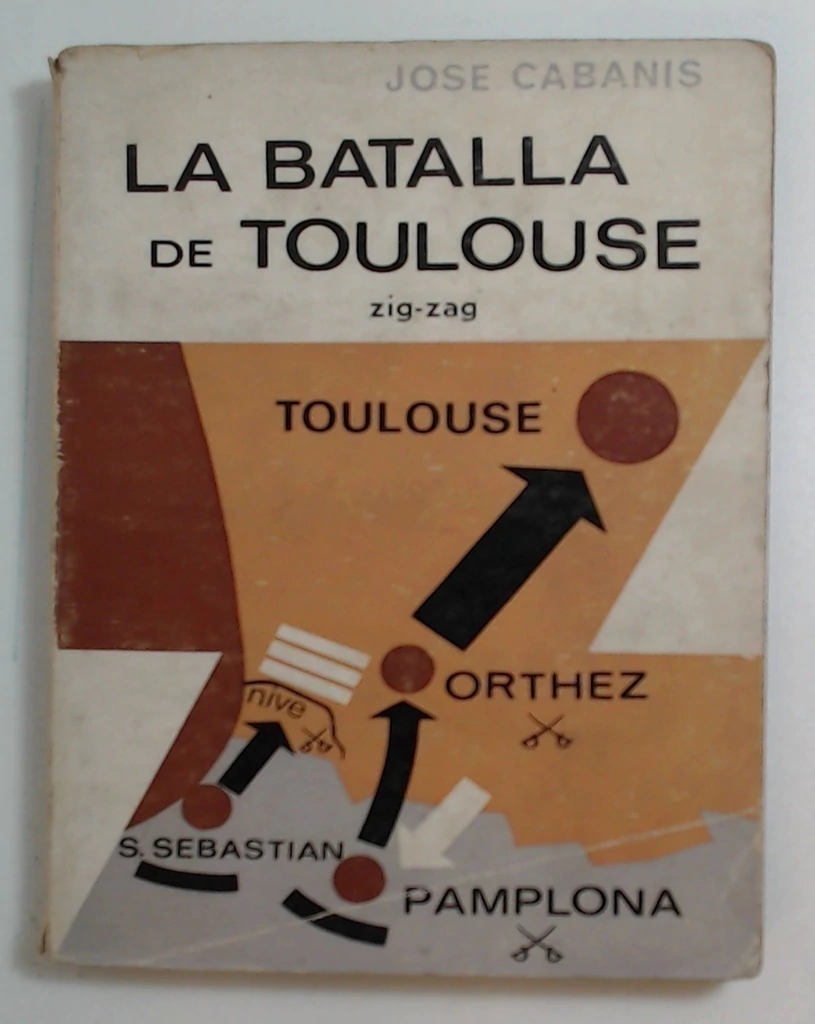 JOSE CABANIS
LA BATALLA
DE TOULOUSE
zig-zag
TOULOUSE
ORTHEZ
nive
S. SEBASTIAN
PAMPLONA